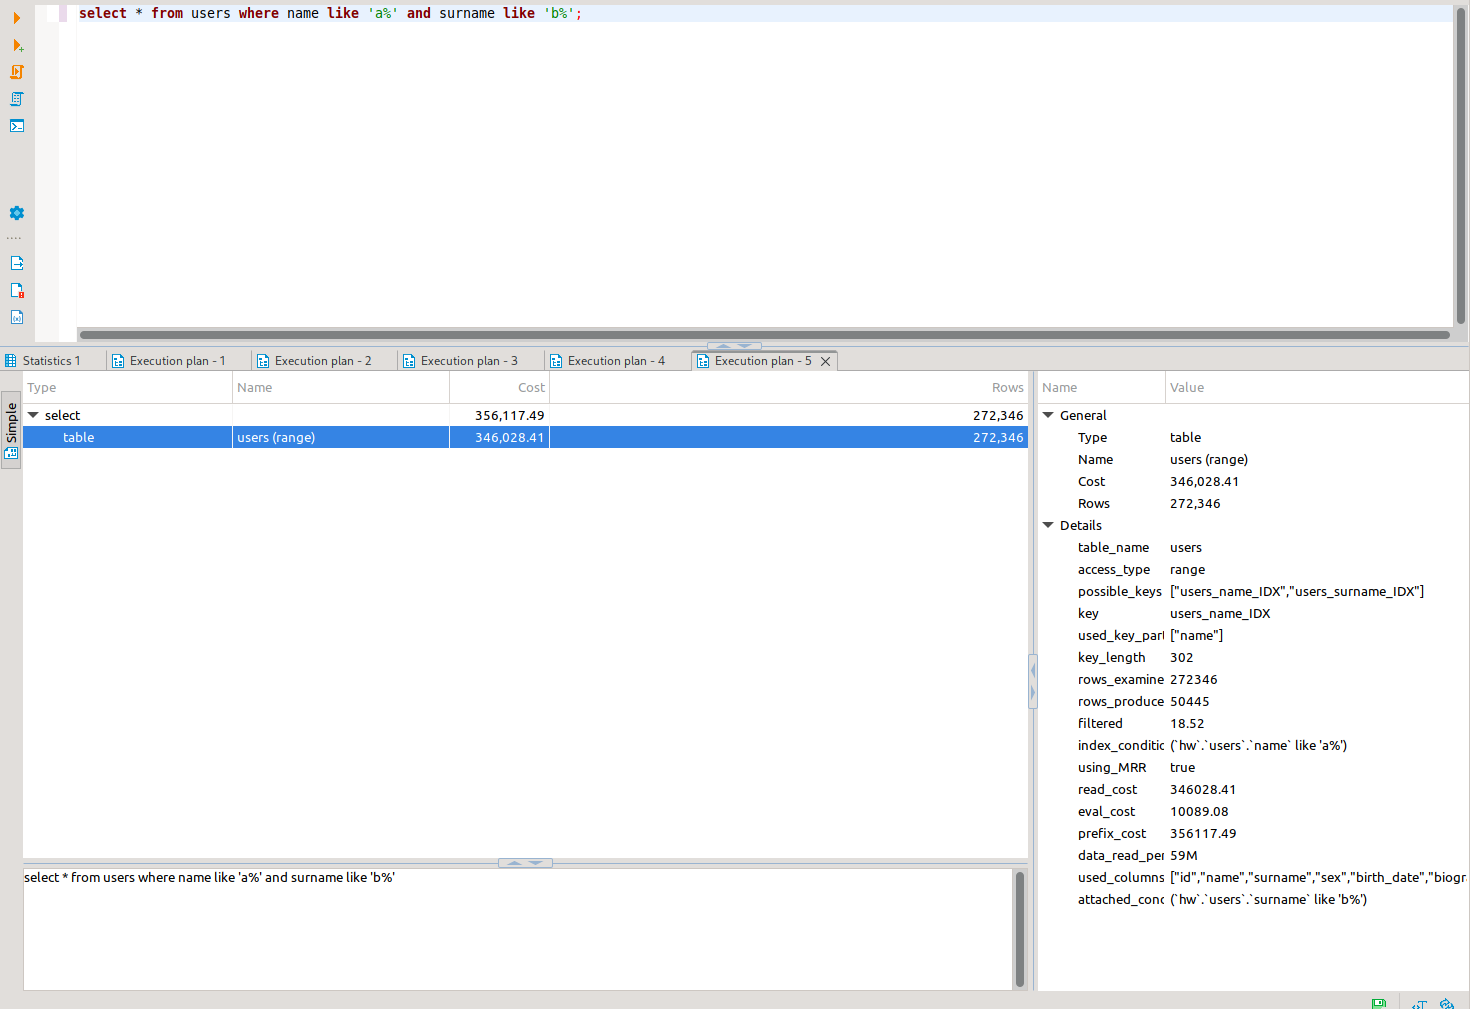 select * from users where name like 'a%' and surname like 'b%';
Statistics 1 Execution plan - 1 Execution plan - 2 Execution plan - 3 Execution plan - 4 Execution plan - 5
Simple
Type Name Cost Rows
select 356,117.49 272,346
table users (range) 346,028.41 272,346
select * from users where name like 'a%' and surname like 'b%'
Name Value
General
Type table
Name users (range)
Cost 346,028.41
Rows 272,346
Details
table_name users
access_type range
possible_keys ["users_name_IDX","users_surname_IDX"]
key users_name_IDX
used_key_part ["name"]
key_length 302
rows_examine 272346
rows_produce 50445
filtered 18.52
index_conditic (`hw`.`users`.`name` like 'a%')
using_MRR true
read_cost 346028.41
eval_cost 10089.08
prefix_cost 356117.49
data_read_per 59M
used_columns ["id","name","surname","sex","birth_date","biogr
attached_conc (`hw`.`users`.`surname` like 'b%')